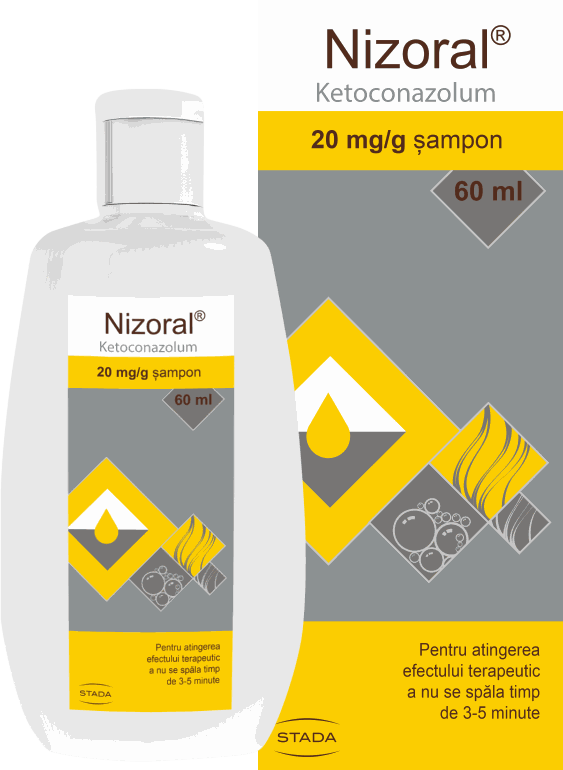 Nizoral®
Ketoconazolum
20 mg/g șampon
60 ml
Pentru atingerea
efectului terapeutic
a nu se spăla timp
de 3-5 minute
STADA
Nizoral®
Ketoconazolum
20 mg/g șampon
60 ml
Pentru atingerea
efectului terapeutic
a nu se spăla timp
de 3-5 minute
STADA